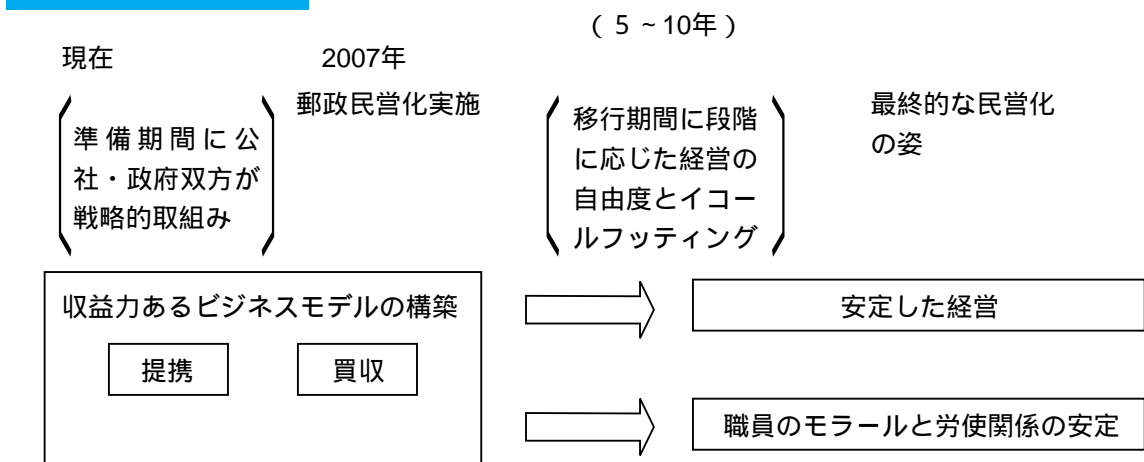 （５~10年）
現在
2007年
郵政民営化実施
準備期間に公
社・政府双方が
戦略的取組み
移行期間に段階
に応じた経営の
自由度とイコー
ルフッティング
最終的な民営化
の姿
収益力あるビジネスモデルの構築
提携
買収
安定した経営
職員のモラールと労使関係の安定